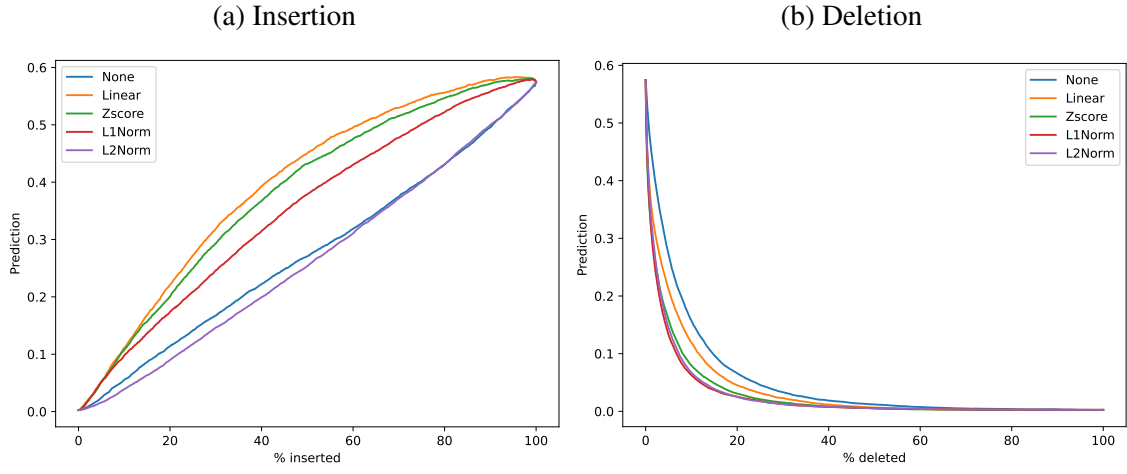 (a) Insertion
0.6
0.5
0.4
0.3
0.2
0.1
0.0
Prediction
None
Linear
Zscore
L1Norm
L2Norm
0 20 40 60 80 100
% inserted
(b) Deletion
0.6
0.5
0.4
0.3
0.2
0.1
0.0
Prediction
None
Linear
Zscore
L1Norm
L2Norm
0 20 40 60 80 100
% deleted